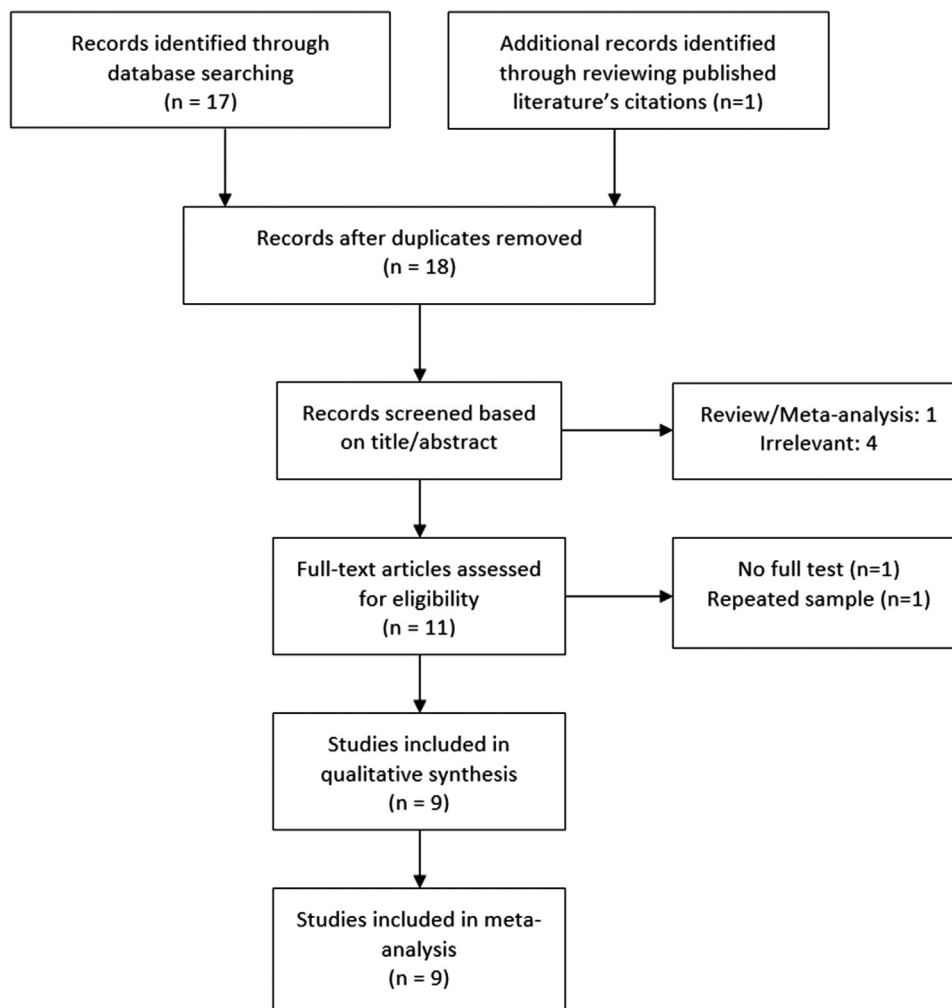 Records identified through
database searching
(n = 17)
Additional records identified
through reviewing published
literature’s citations (n=1)
Records after duplicates removed
(n = 18)
Records screened based
on title/abstract
Review/Meta-analysis: 1
Irrelevant: 4
Full-text articles assessed
for eligibility
(n = 11)
No full test (n=1)
Repeated sample (n=1)
Studies included in
qualitative synthesis
(n = 9)
Studies included in meta-
analysis
(n = 9)